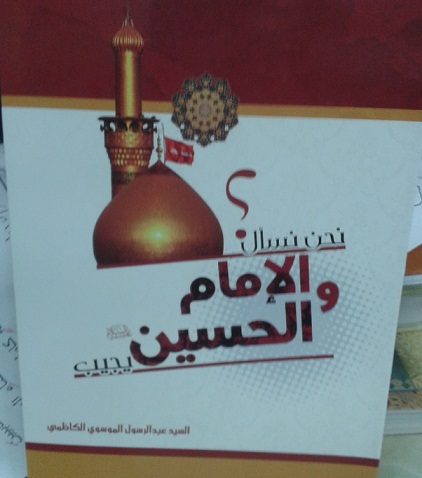 نحن نسأل؟
والإمام
الحسين
يجيب
السيد عبدالرسول الموسوي الكاظمي